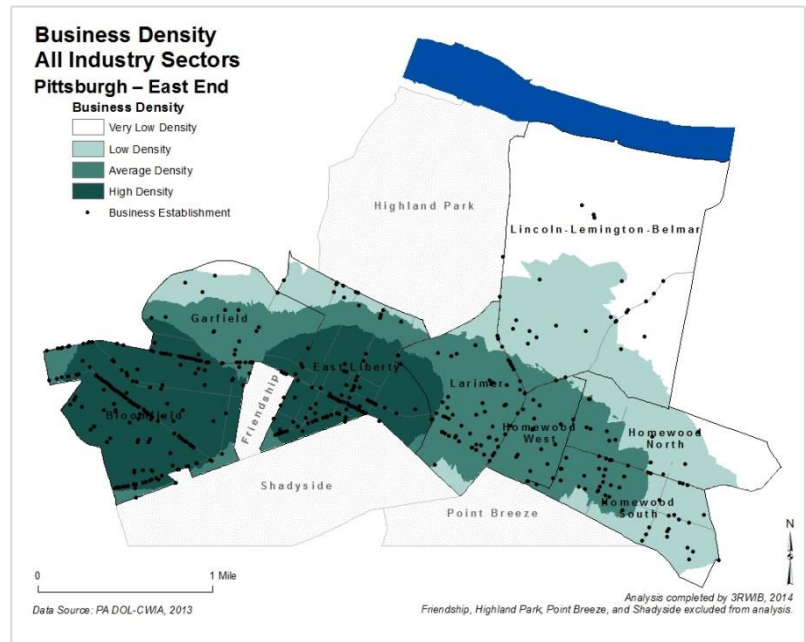 Business Density
All Industry Sectors
Pittsburgh – East End
Business Density
Very Low Density
Low Density
Average Density
High Density
Business Establishment
Highland Park
Lincoln-Lemington-Belmar
Garfield
East Liberty
Larimer
Bloomfield
Friendship
Homewood
West
Homewood
North
Shadyside
Point Breeze
Homewood
South
N
0
1 Mile
Data Source: PA DOL-CWIA, 2013
Analysis completed by 3RWIB, 2014
Friendship, Highland Park, Point Breeze, and Shadyside excluded from analysis.